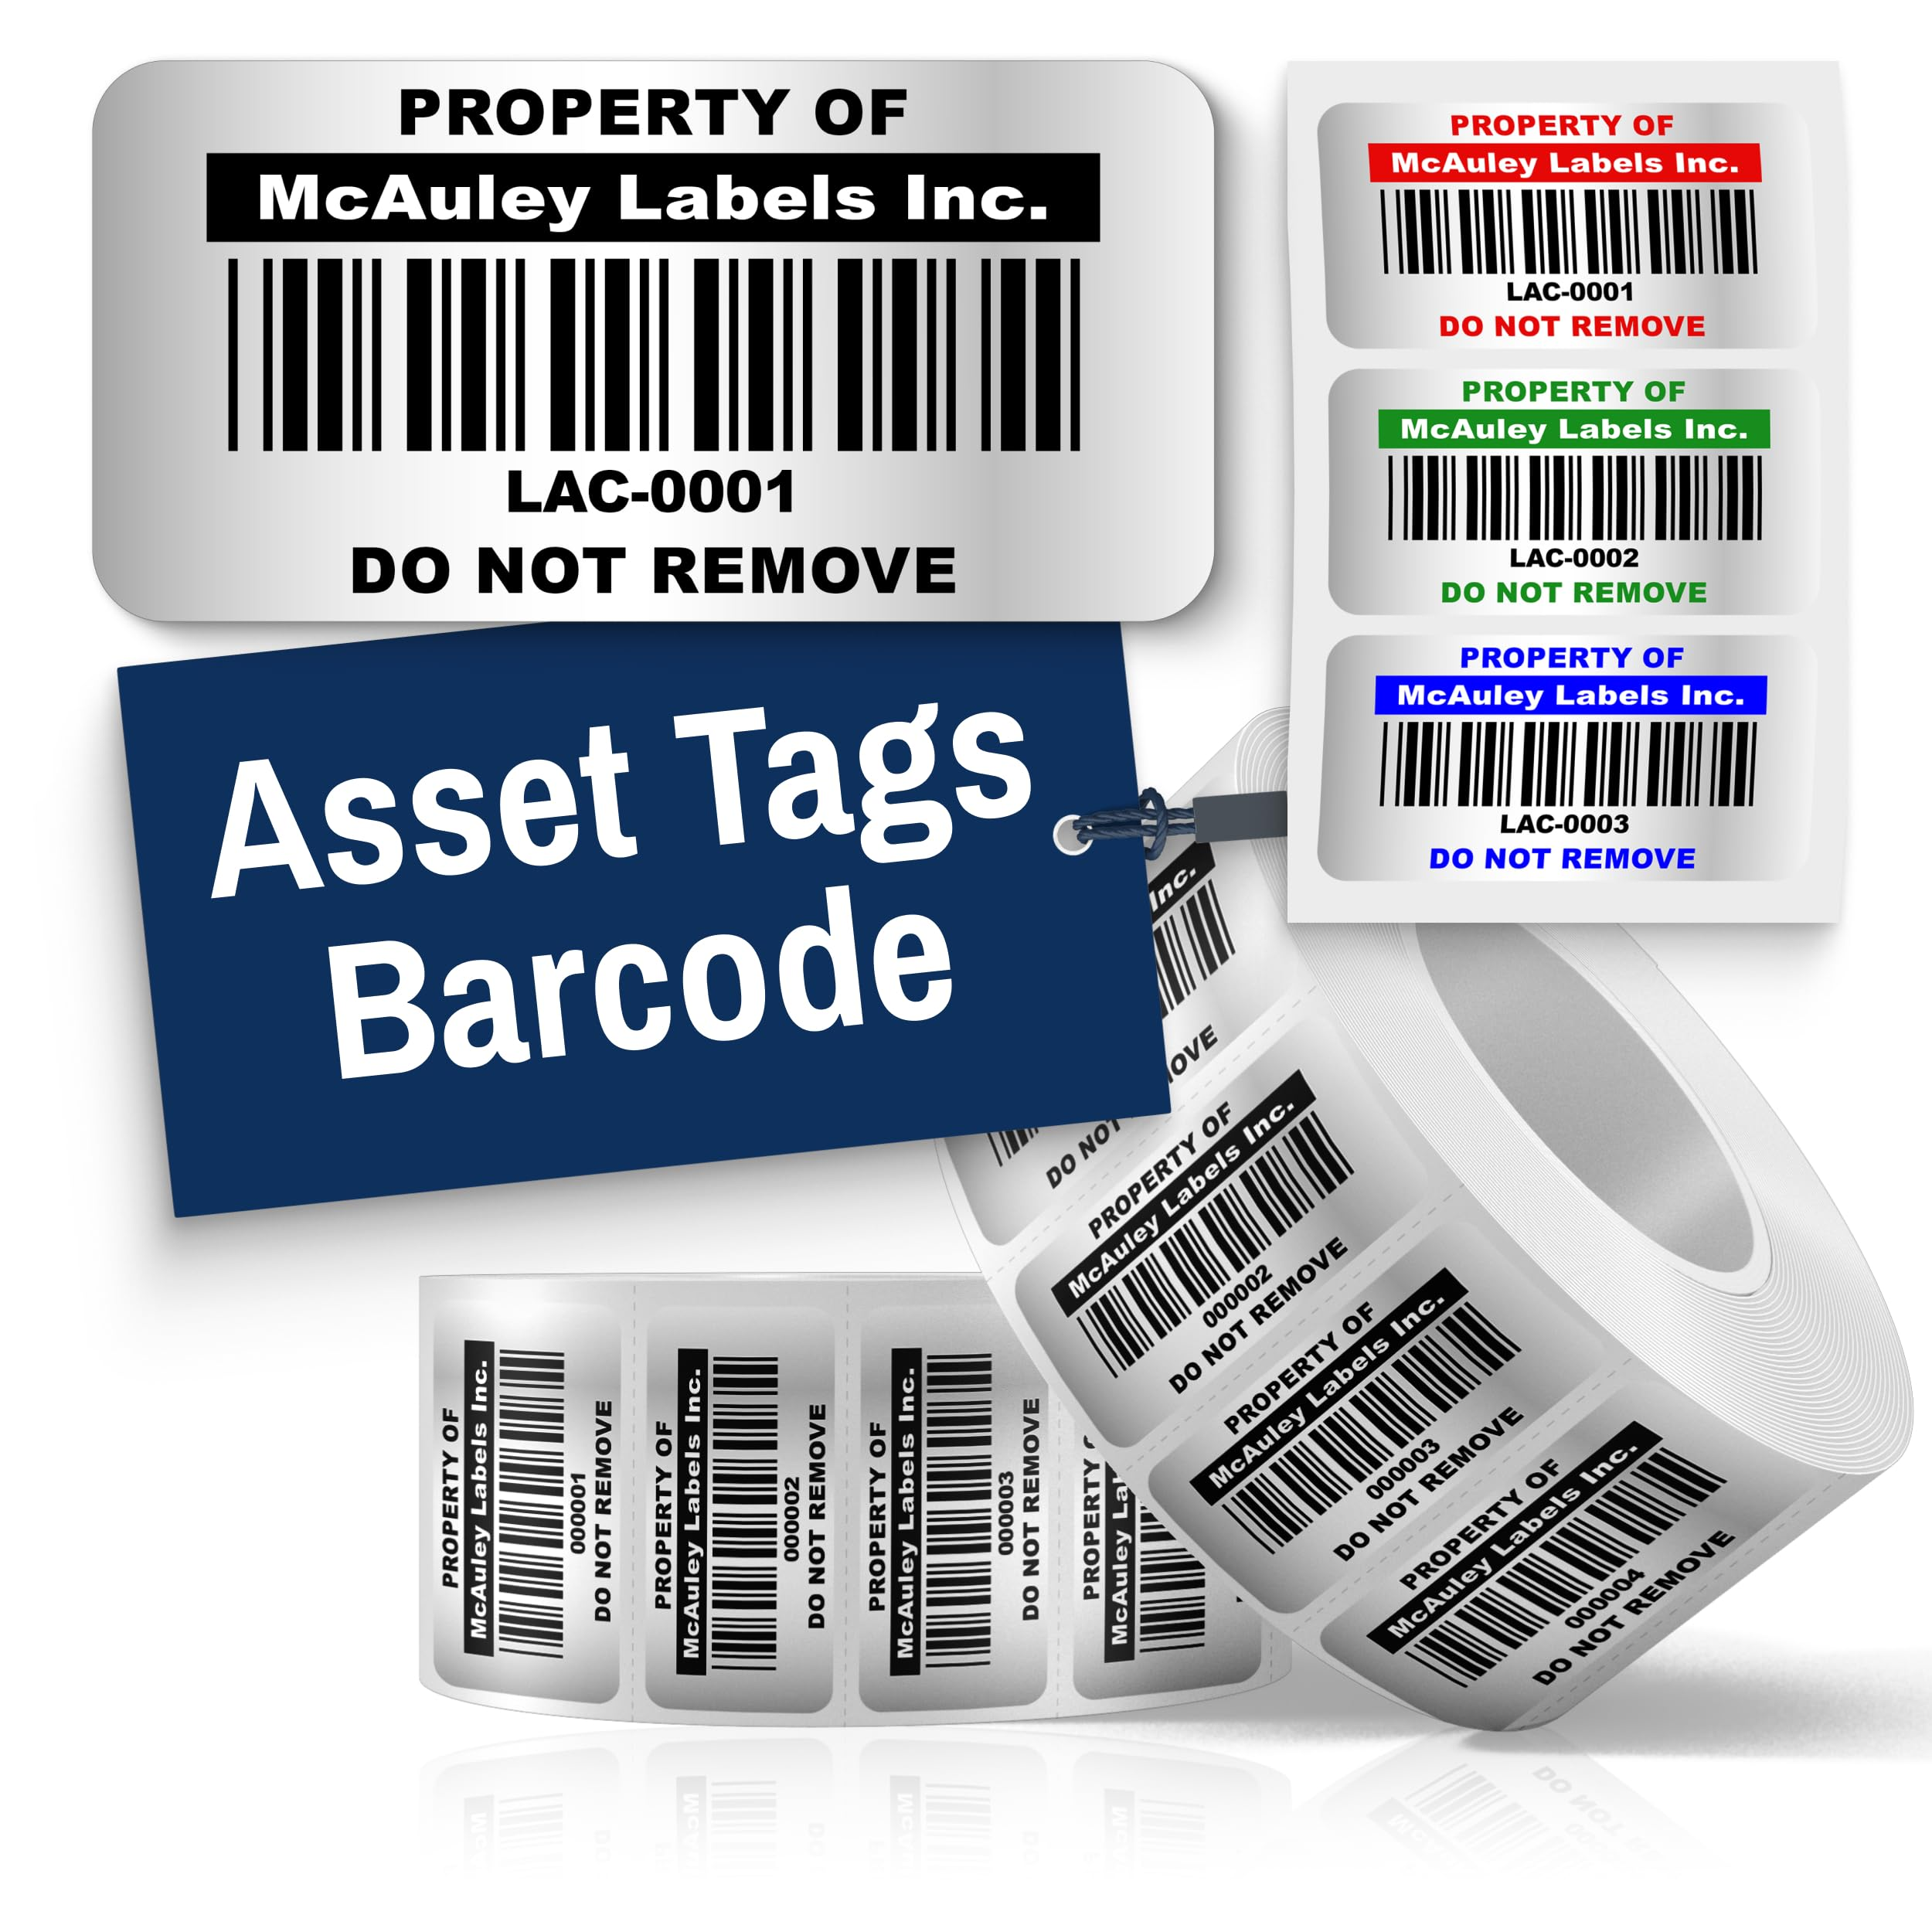 PROPERTY OF
McAuley Labels Inc.
LAC-0001
DO NOT REMOVE
PROPERTY OF
McAuley Labels Inc.
LAC-0001
DO NOT REMOVE
PROPERTY OF
McAuley Labels Inc.
LAC-0002
DO NOT REMOVE
PROPERTY OF
McAuley Labels Inc.
LAC-0003
DO NOT REMOVE
Asset Tags
Barcode
Inc.
DO NOT
PROPERTY OF
McAuley Labels Inc.
000002
DO NOT REMOVE
PROPERTY OF
McAuley Labels Inc.
000003
DO NOT REMOVE
PROPERTY OF
McAuley Labels Inc.
000004
DO NOT REMOVE
PROPERTY OF
McAuley Labels Inc.
000001
DO NOT REMOVE
PROPERTY OF
McAuley Labels Inc.
000002
DO NOT REMOVE
PROPERTY OF
McAuley Labels Inc.
000003
DO NOT REMOVE
PROPERTY
McAuley